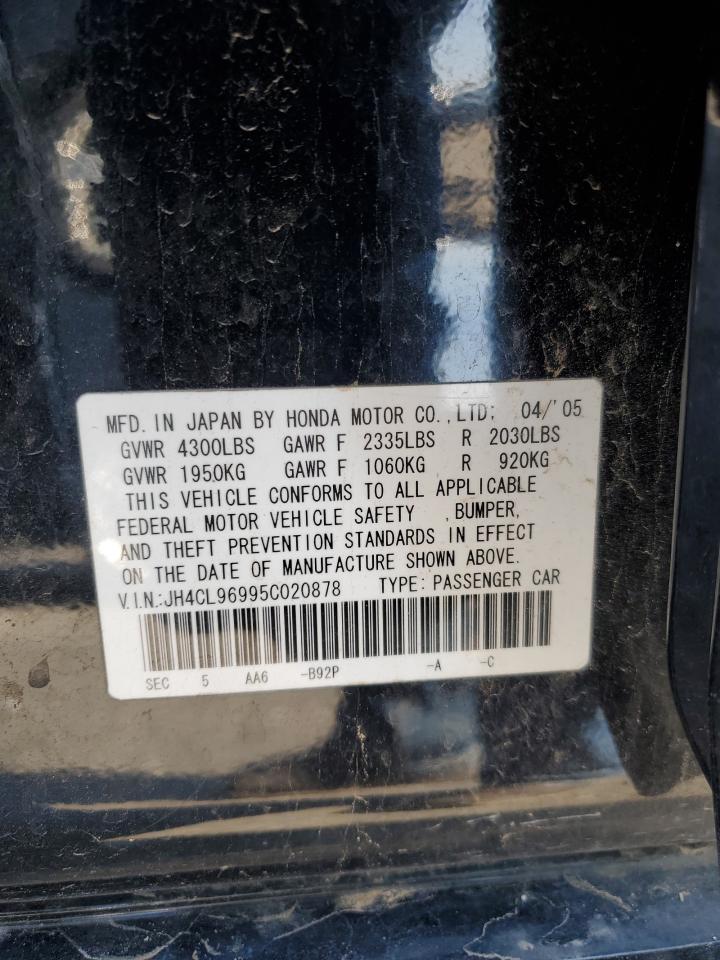 MFD. IN JAPAN BY HONDA MOTOR CO.,LTD; 04/'05
GVWR 4300LBS GAWR F 2335LBS R 2030LBS
GVWR 1950KG GAWR F 1060KG R 920KG
THIS VEHICLE CONFORMS TO ALL APPLICABLE
FEDERAL MOTOR VEHICLE SAFETY ,BUMPER,
AND THEFT PREVENTION STANDARDS IN EFFECT
ON THE DATE OF MANUFACTURE SHOWN ABOVE.
V.I.N.:JH4CL96995C020878 TYPE: PASSENGER CAR
SEC 5 AA6 -B92P -A -C